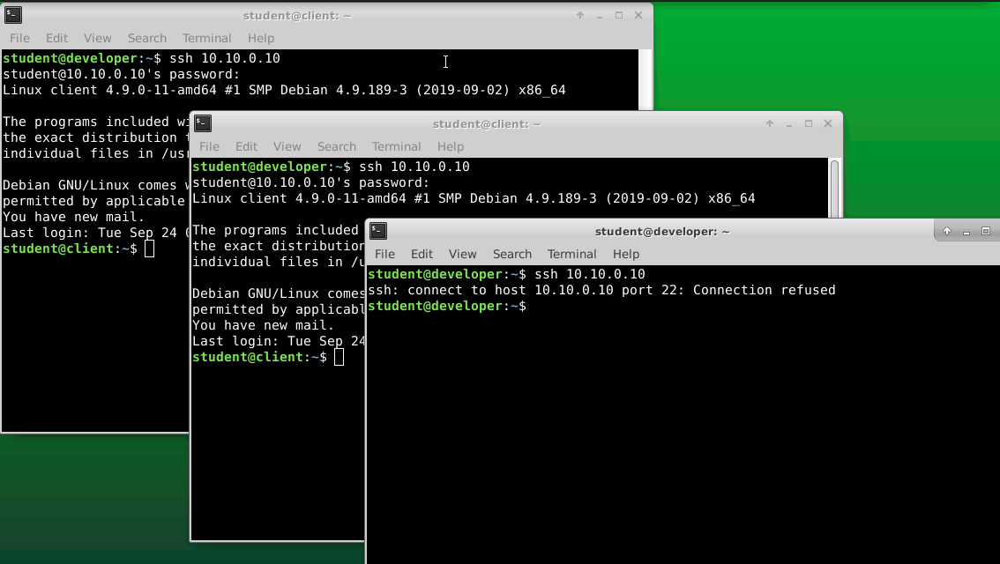 student@client: ~
File Edit View Search Terminal Help
student@developer:~$ ssh 10.10.0.10
student@10.10.0.10's password:
Linux client 4.9.0-11-amd64 #1 SMP Debian 4.9.189-3 (2019-09-02) x86_64
The programs included
the exact distribution
individual files in
Debian GNU/Linux comes
permitted by applicable
You have new mail.
Last login: Tue Sep 24
student@client:~$
student@client: ~
File Edit View Search Terminal Help
student@developer:~$ ssh 10.10.0.10
student@10.10.0.10's password:
Linux client 4.9.0-11-amd64 #1 SMP Debian 4.9.189-3 (2019-09-02) x86_64
The programs included
the exact distribution
individual files in
Debian GNU/Linux comes
permitted by
You have new mail.
Last login: Tue Sep 24
student@client:~$
student@developer: ~
File Edit View Search Terminal Help
student@developer:~$ ssh 10.10.0.10
ssh: connect to host 10.10.0.10 port 22: Connection refused
student@developer:~$